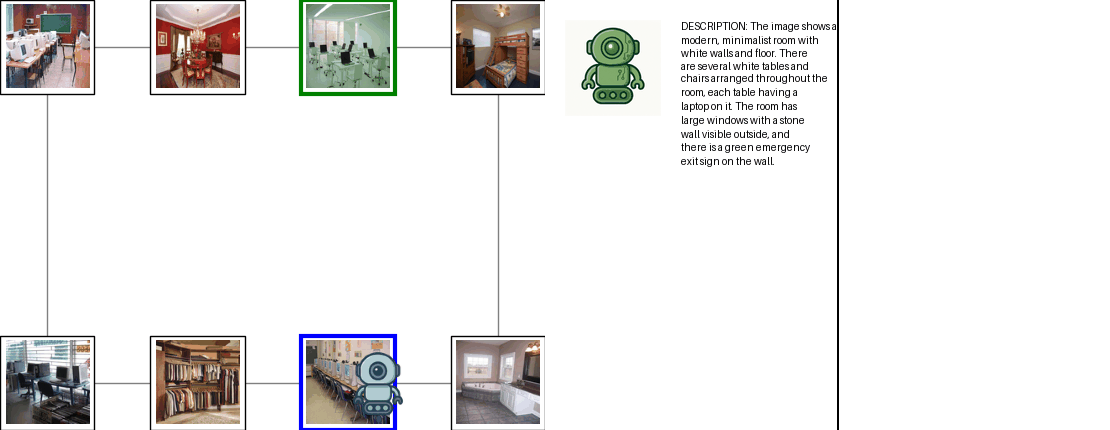 DESCRIPTION: The image shows a
modern, minimalist room with
white walls and floor. There
are several white tables and
chairs arranged throughout the
room, each table having a
laptop on it. The room has
large windows with a stone
wall visible outside, and
there is a green emergency
exit sign on the wall.